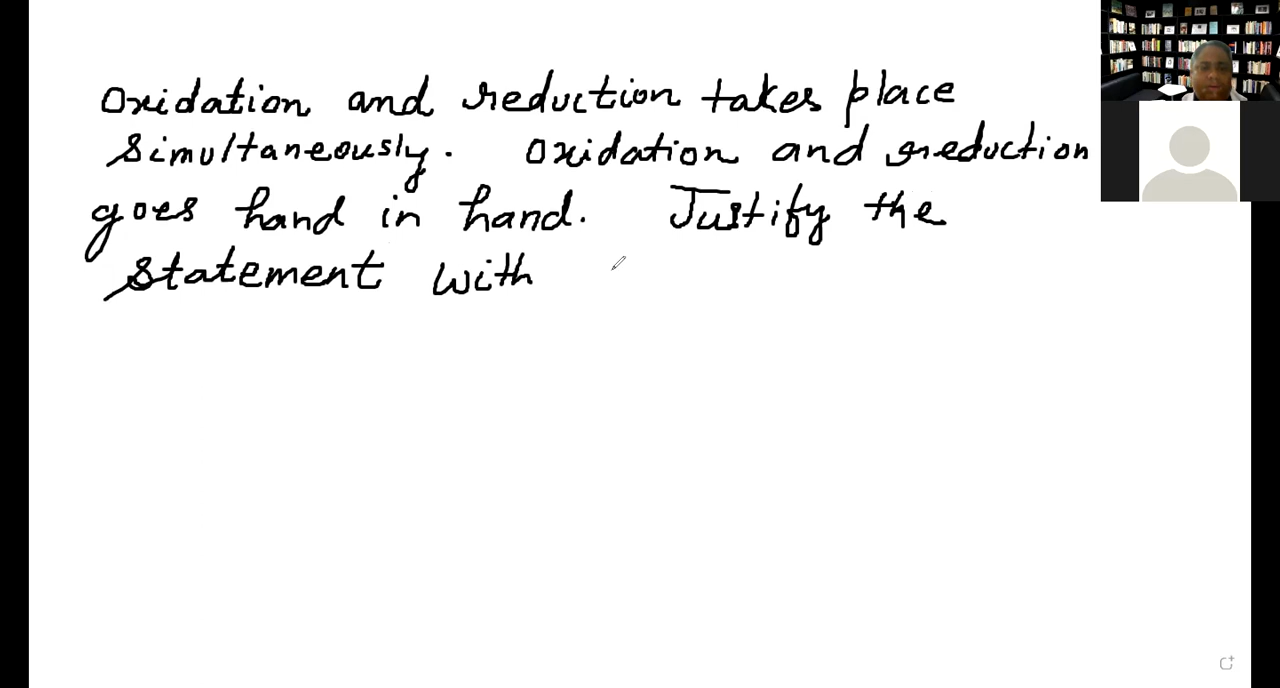 Oxidation and reduction takes place
simultaneously. Oxidation and reduction
goes hand in hand. Justify the
statement with